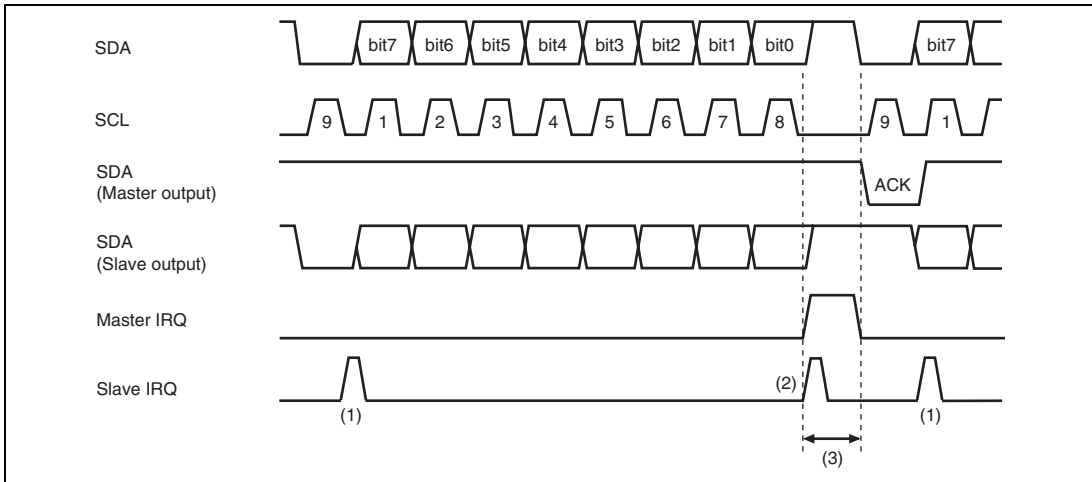 SDA bit7 bit6 bit5 bit4 bit3 bit2 bit1 bit0 bit7
SCL 9 1 2 3 4 5 6 7 8 9 1
SDA
(Master output)
ACK
SDA
(Slave output)
Master IRQ
Slave IRQ
(2)
(1)
(1)
(3)